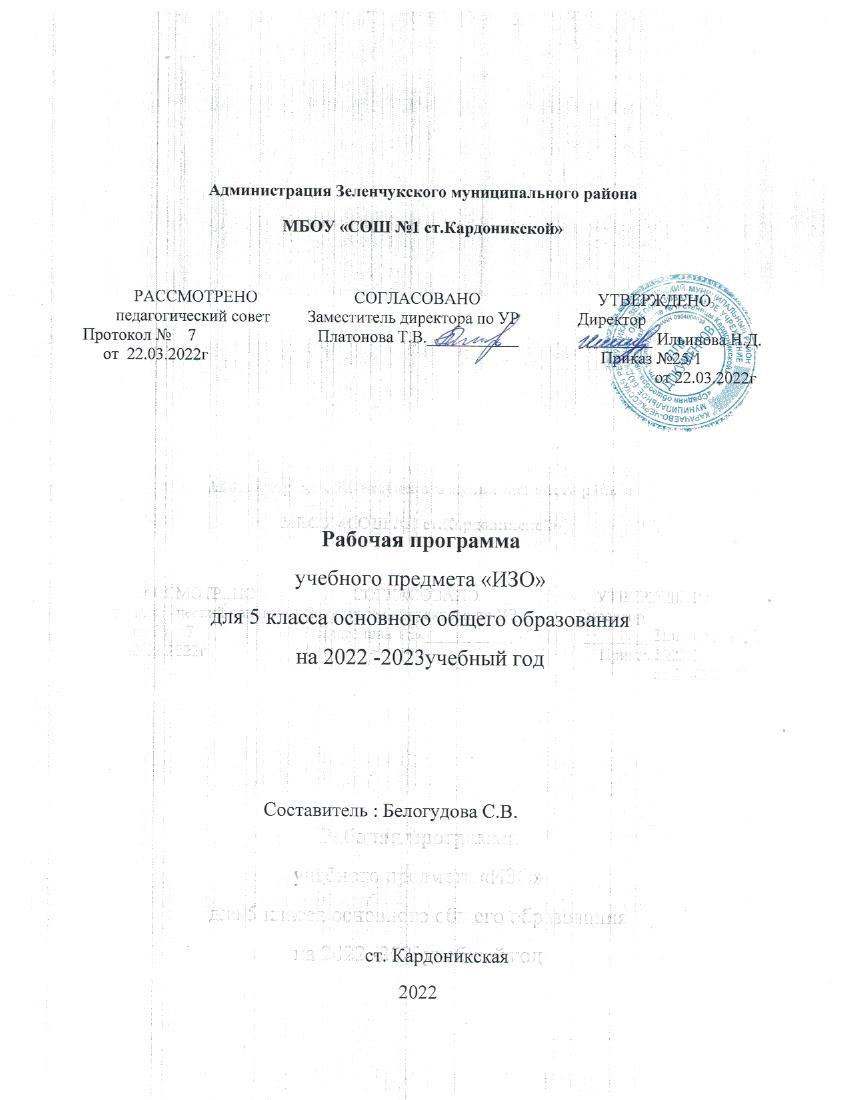 Администрация Зеленчукского муниципального района
МБОУ «СОШ №1 ст.Кардоникской»
РАССМОТРЕНО
педагогический совет
Протокол № 7
от 22.03.2022г
СОГЛАСОВАНО
Заместитель директора по УР
Платонова Т.В.
УТВЕРЖДЕНО
Директор
Ильинова Н.Д.
Приказ №25/1
от 22.03.2022г
ДЛЯ
ДОКУМЕНТОВ
Рабочая программа
учебного предмета «ИЗО»
для 5 класса основного общего образования
на 2022 -2023учебный год
Составитель : Белогудова С.В.
ст. Кардоникская
2022